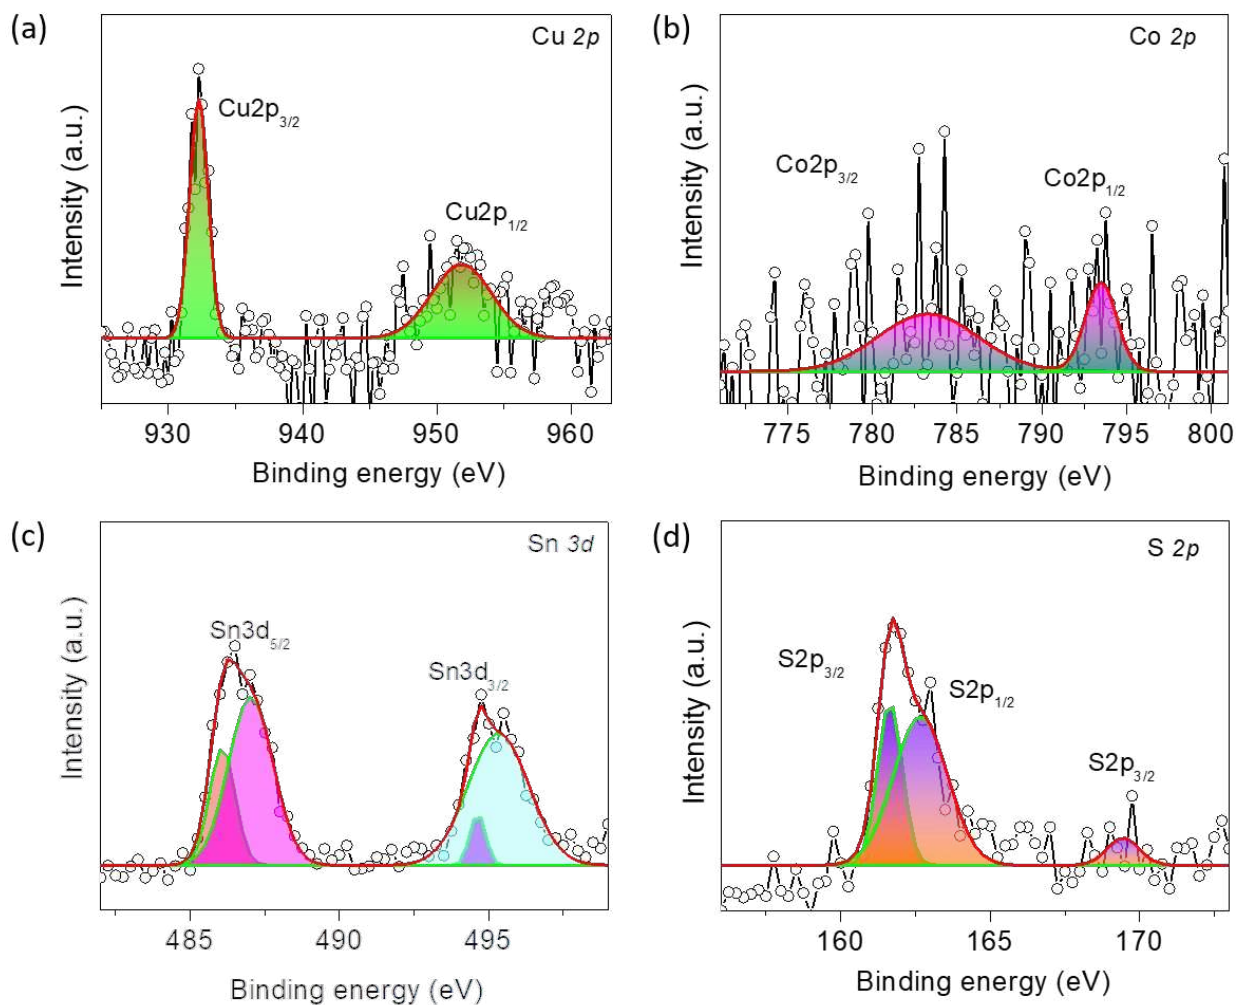 (a)
Cu 2p
Cu2p3/2
Cu2p1/2
Intensity (a.u.)
930 940 950 960
Binding energy (eV)
(b)
Co 2p
Co2p3/2
Co2p1/2
Intensity (a.u.)
775 780 785 790 795 800
Binding energy (eV)
(c)
Sn 3d
Sn3d5/2
Sn3d3/2
Intensity (a.u.)
485 490 495
Binding energy (eV)
(d)
S 2p
S2p3/2
S2p1/2
S2p3/2
Intensity (a.u.)
160 165 170
Binding energy (eV)